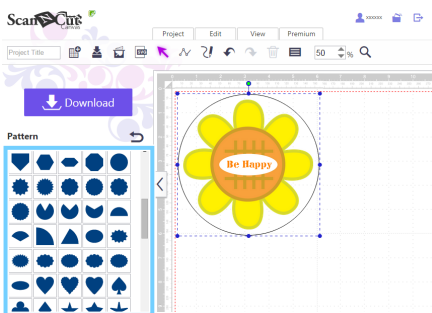 ScanNCut
Canvas
xxxxxx
Project Edit View Premium
Project Title
50 %
Download
Pattern
Be Happy